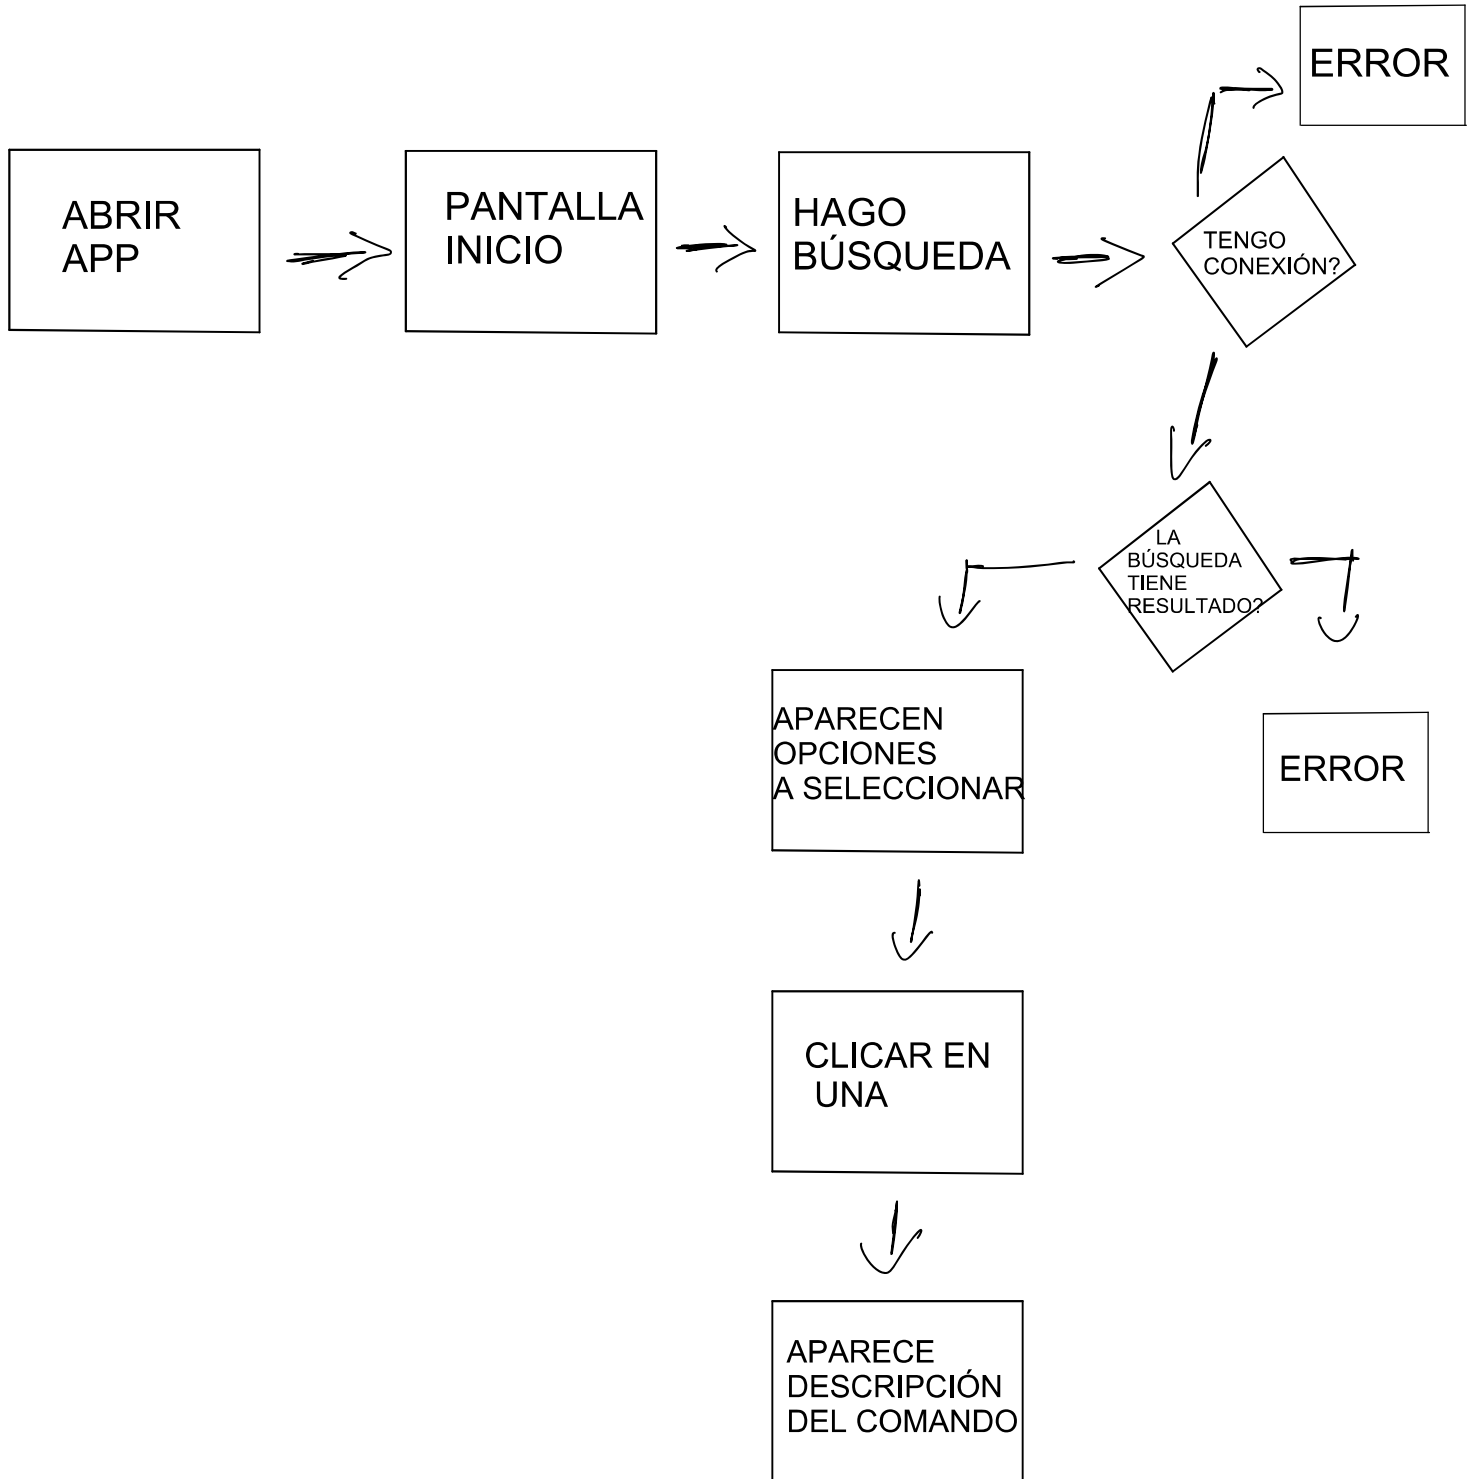 ERROR
ABRIR
APP
PANTALLA
INICIO
HAGO
BÚSQUEDA
TENGO
CONEXIÓN?
LA
BÚSQUEDA
TIENE
RESULTADO?
APARECEN
OPCIONES
A SELECCIONAR
ERROR
CLICAR EN
UNA
APARECE
DESCRIPCIÓN
DEL COMANDO